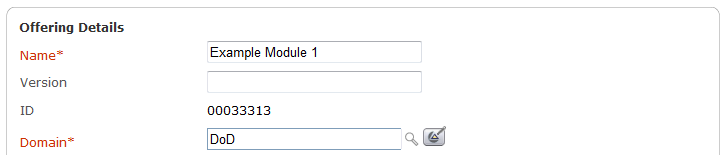 Offering Details
Name* Example Module 1
Version
ID 00033313
Domain* DoD